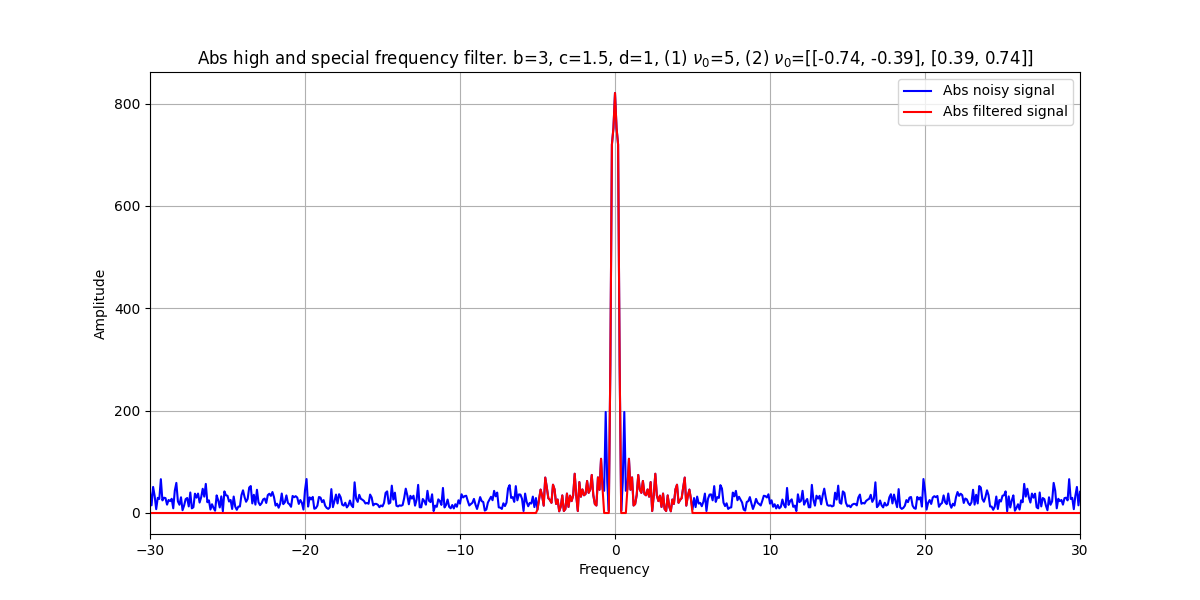 Abs high and special frequency filter. b=3, c=1.5, d=1, (1) ν₀=5, (2) ν₀=[[-0.74, -0.39], [0.39, 0.74]]
Abs noisy signal
Abs filtered signal
Amplitude
800
600
400
200
0
−30 −20 −10 0 10 20 30
Frequency